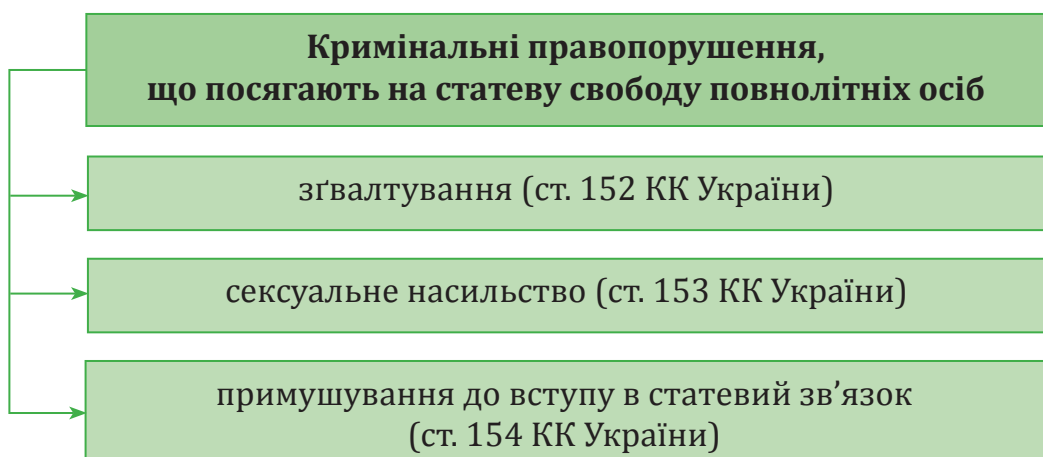 Кримінальні правопорушення,
що посягають на статеву свободу повнолітніх осіб
зґвалтування (ст. 152 КК України)
сексуальне насильство (ст. 153 КК України)
примушування до вступу в статевий зв’язок
(ст. 154 КК України)